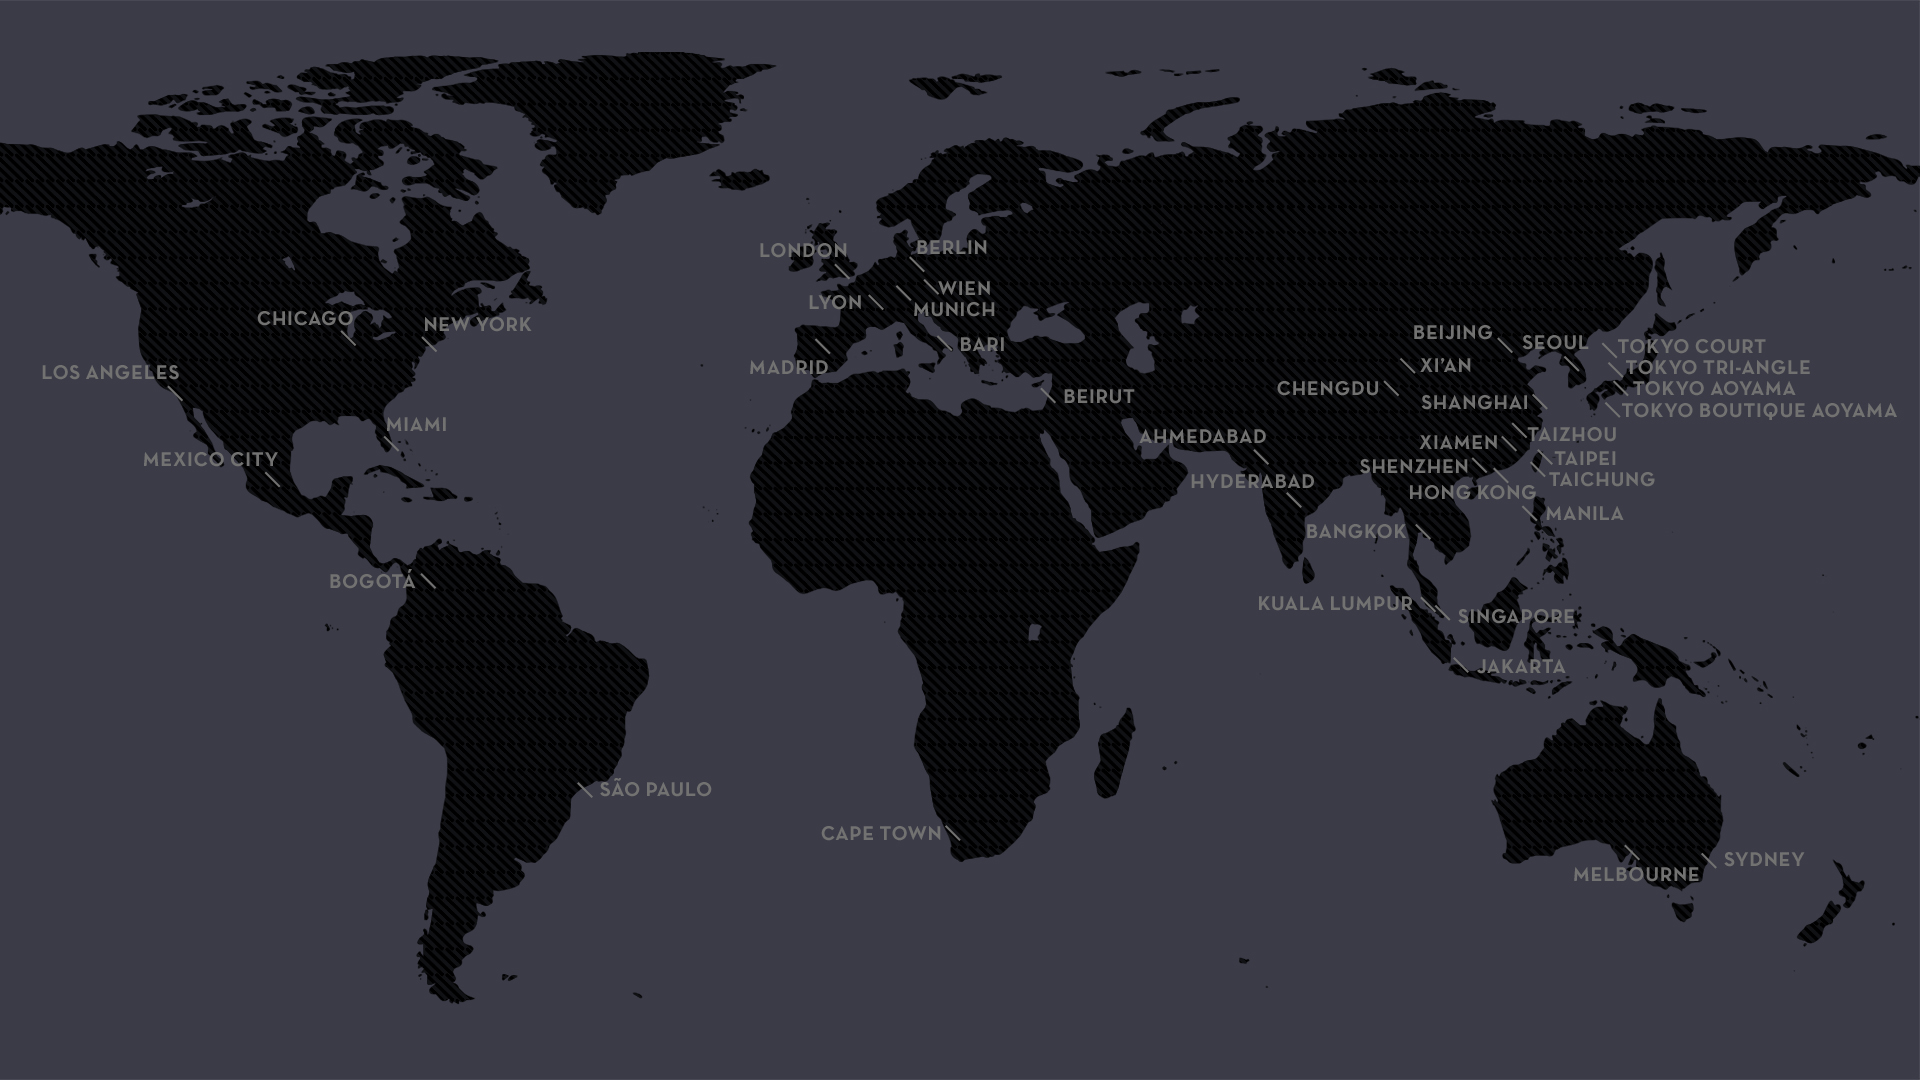 LONDON
BERLIN
WIEN
LYON
MUNICH
CHICAGO
NEW YORK
BEIJING
SEOUL
BARI
TOKYO COURT
MADRID
XI'AN
TOKYO TRI-ANGLE
LOS ANGELES
CHENGDU
TOKYO AOYAMA
BEIRUT
SHANGHAI
TOKYO BOUTIQUE AOYAMA
MIAMI
AHMEDABAD
XIAMEN
TAIZHOU
MEXICO CITY
SHENZHEN
TAIPEI
HYDERABAD
TAICHUNG
HONG KONG
MANILA
BANGKOK
BOGOTÁ
KUALA LUMPUR
SINGAPORE
JAKARTA
SÃO PAULO
CAPE TOWN
SYDNEY
MELBOURNE